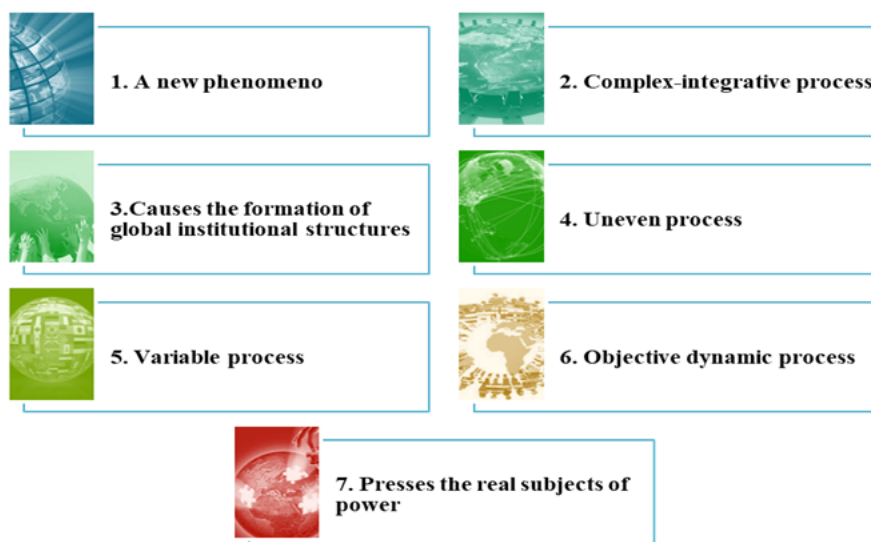 1. A new phenomeno
2. Complex-integrative process
3.Causes the formation of
global institutional structures
4. Uneven process
5. Variable process
6. Objective dynamic process
7. Presses the real subjects of
power